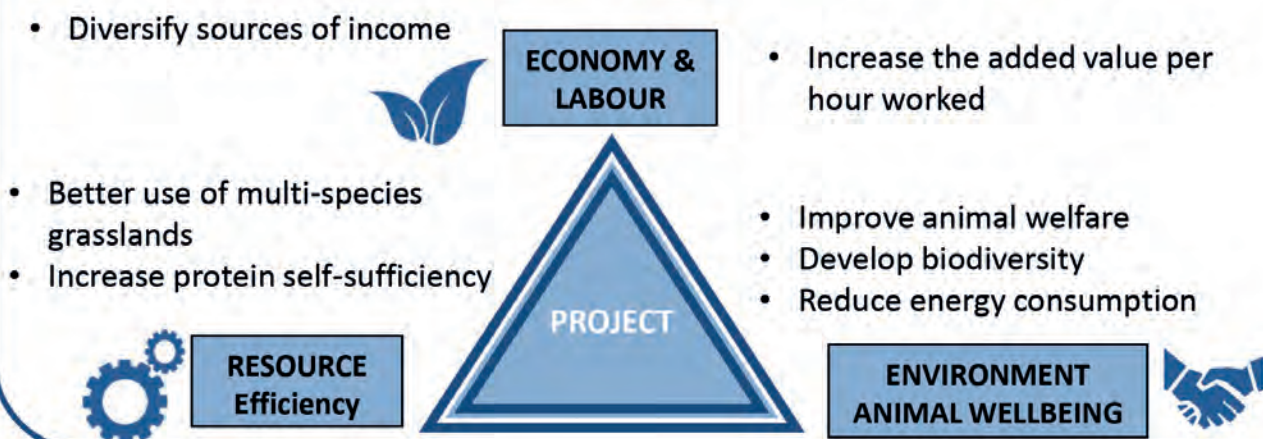 • Diversify sources of income
ECONOMY &
LABOUR
• Increase the added value per
hour worked
• Better use of multi-species
grasslands
• Increase protein self-sufficiency
• Improve animal welfare
• Develop biodiversity
• Reduce energy consumption
PROJECT
RESOURCE
Efficiency
ENVIRONMENT
ANIMAL WELLBEING